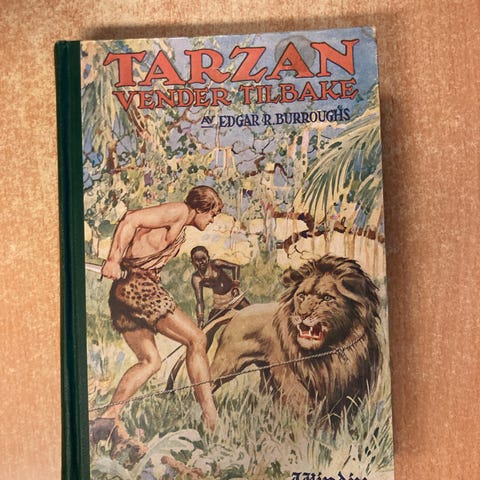 TARZAN
VENDER TILBAKE
AV EDGAR R. BURROUGHS